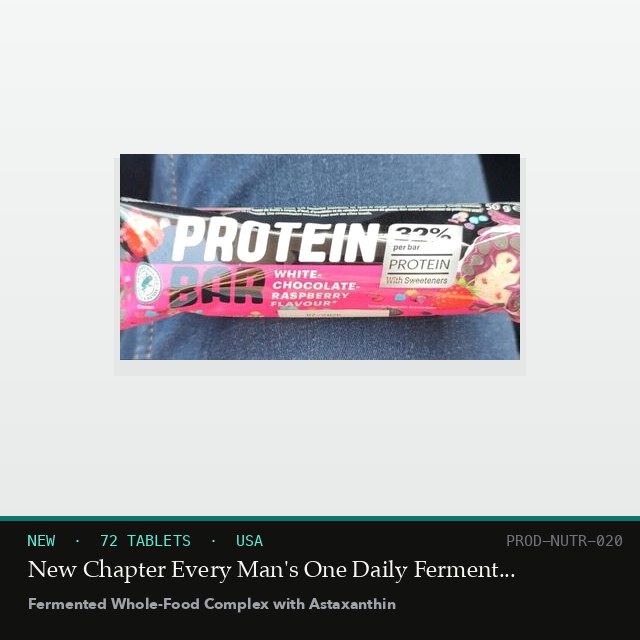 PROTEIN
BAR
WHITE-
CHOCOLATE-
RASPBERRY
FLAVOUR*
32%
per bar
PROTEIN
With Sweeteners
NEW · 72 TABLETS · USA
PROD–NUTR–020
New Chapter Every Man's One Daily Ferment...
Fermented Whole-Food Complex with Astaxanthin